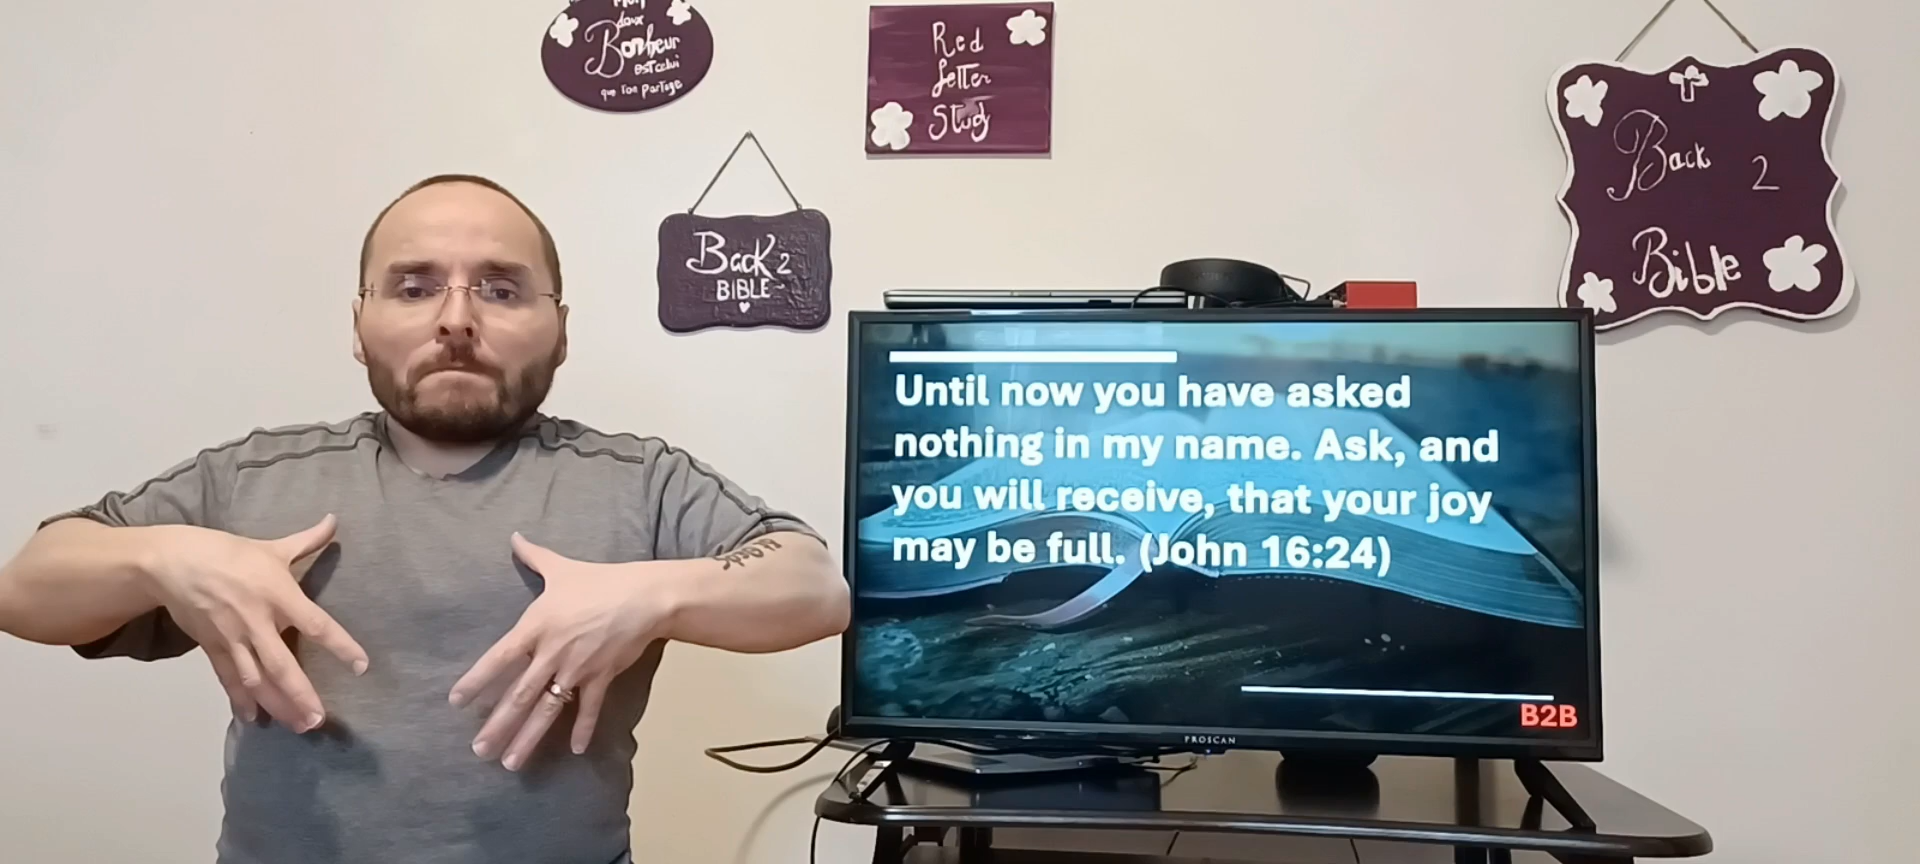 Mon
doux
Bonheur
est celui
que l'on partage
Red
Letter
Study
Back 2
BIBLE
Back 2
Bible
Until now you have asked
nothing in my name. Ask, and
you will receive, that your joy
may be full. (John 16:24)
B2B
PROSCAN